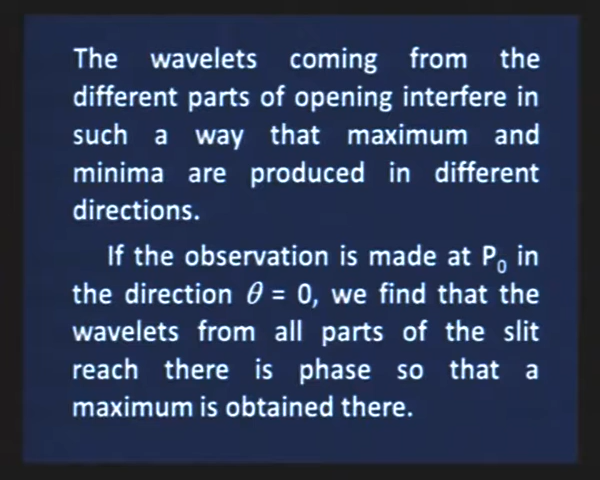 The wavelets coming from the
different parts of opening interfere in
such a way that maximum and
minima are produced in different
directions.
If the observation is made at P₀ in
the direction θ = 0, we find that the
wavelets from all parts of the slit
reach there is phase so that a
maximum is obtained there.